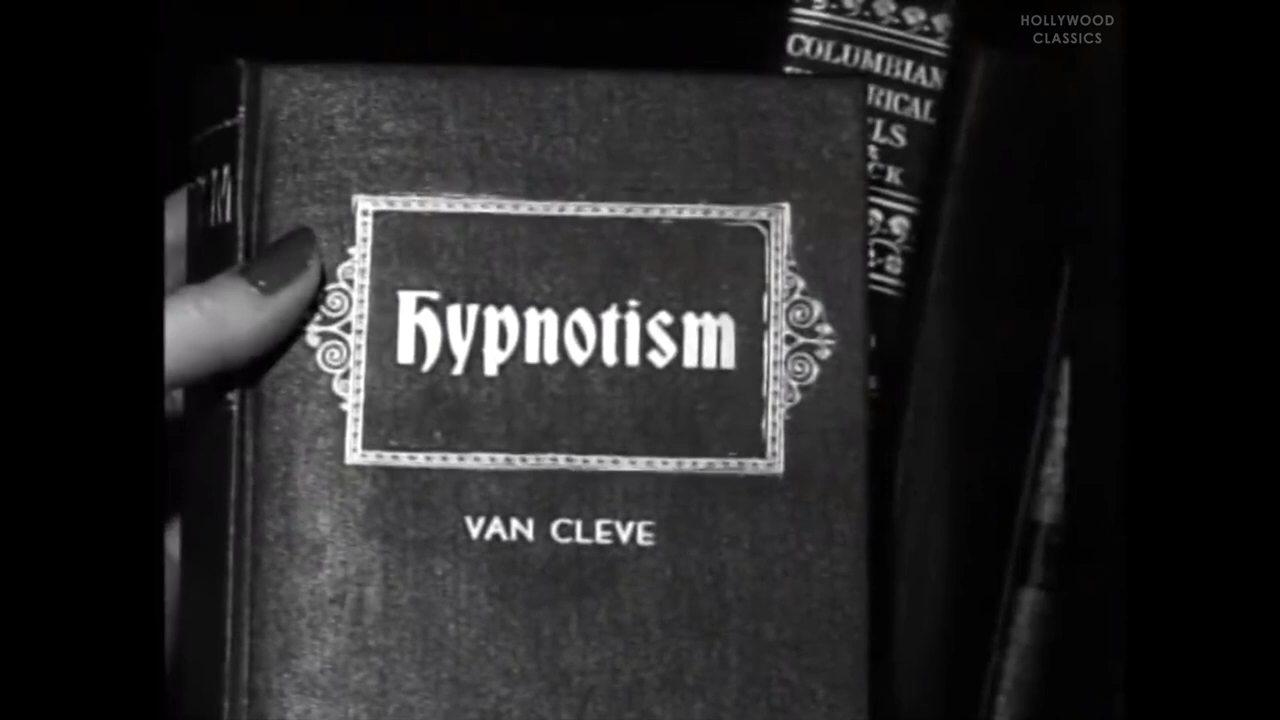 HOLLYWOOD
CLASSICS
COLUMBIAN
Hypnotism
VAN CLEVE